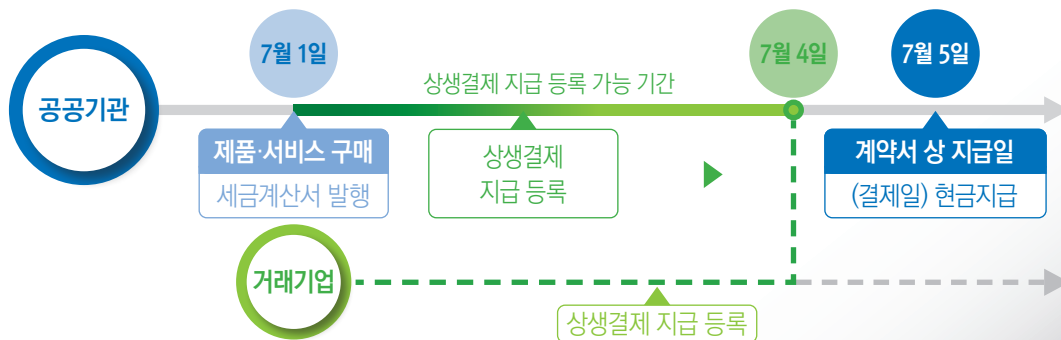 7월 1일
7월 4일
7월 5일
상생결제 지급 등록 가능 기간
공공기관
제품·서비스 구매
세금계산서 발행
상생결제
지급 등록
계약서 상 지급일
(결제일) 현금지급
거래기업
상생결제 지급 등록